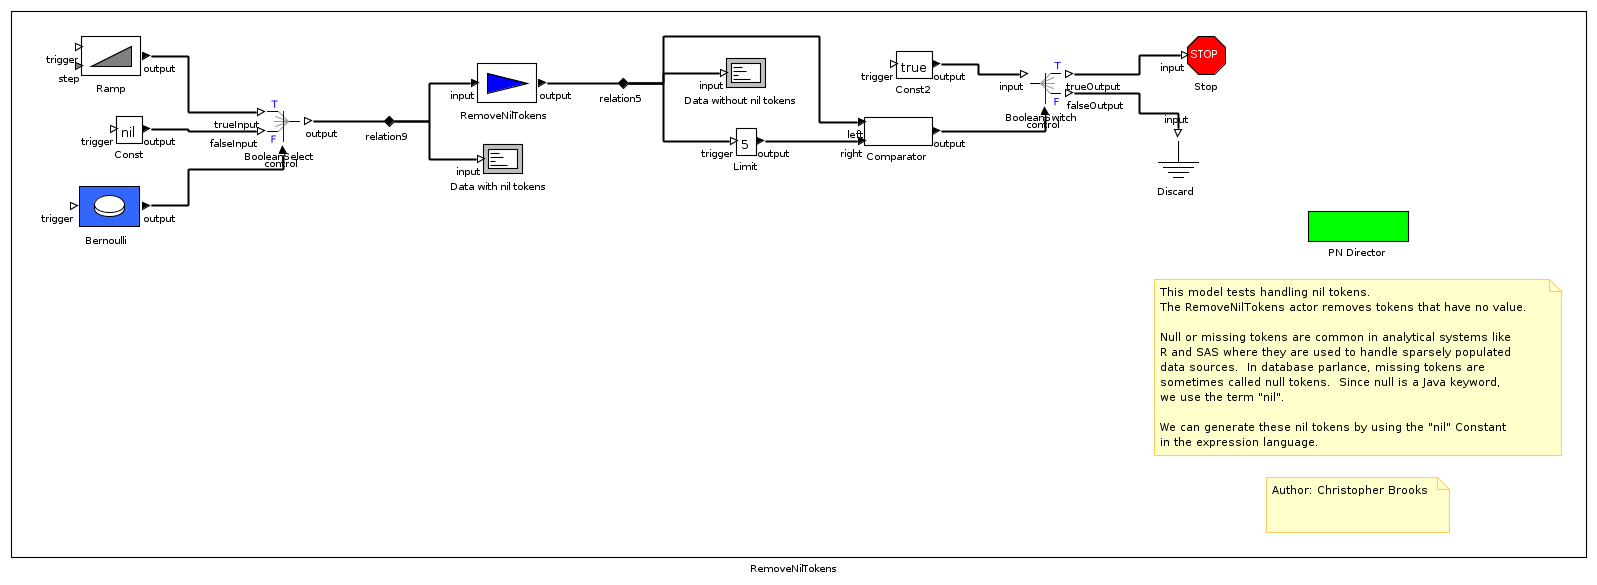 trigger
step
output
Ramp
nil
trigger
output
Const
trigger
output
Bernoulli
T
trueInput
falseInput
F
output
BooleanSelect
control
relation9
input
output
RemoveNilTokens
input
Data with nil tokens
relation5
input
Data without nil tokens
5
trigger
output
Limit
left
right
output
Comparator
true
trigger
output
Const2
T
input
trueOutput
F
falseOutput
BooleanSwitch
control
STOP
input
Stop
input
Discard
PN Director
This model tests handling nil tokens.
The RemoveNilTokens actor removes tokens that have no value.
Null or missing tokens are common in analytical systems like
R and SAS where they are used to handle sparsely populated
data sources.  In database parlance, missing tokens are
sometimes called null tokens.  Since null is a Java keyword,
we use the term "nil".
We can generate these nil tokens by using the "nil" Constant
in the expression language.
Author: Christopher Brooks
RemoveNilTokens